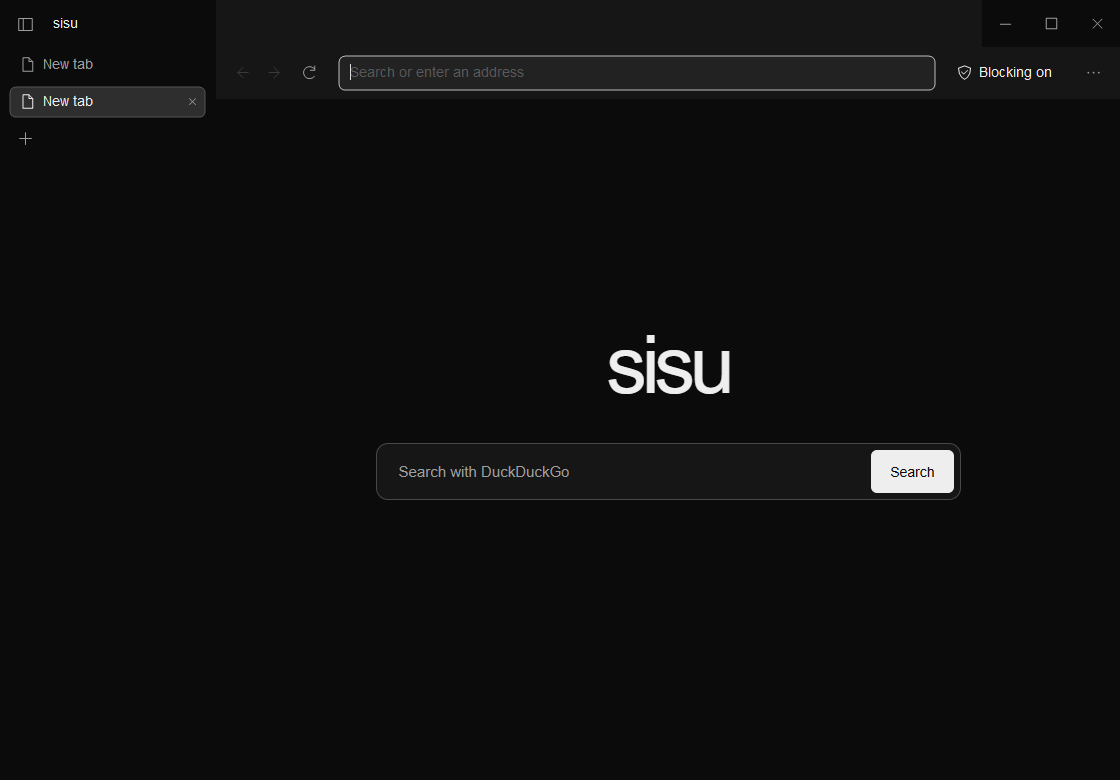 sisu
New tab
New tab
Search or enter an address
Blocking on
sisu
Search with DuckDuckGo
Search